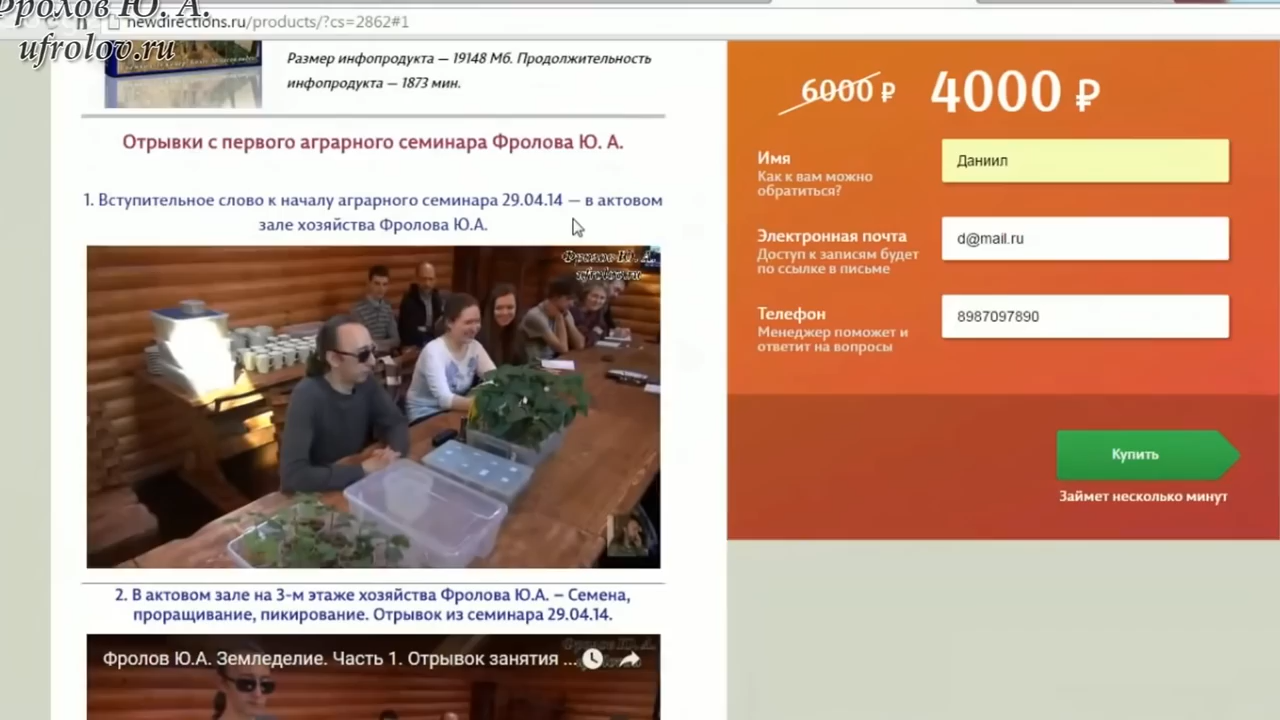 Фролов Ю. А.
ufrolov.ru
newdirections.ru/products/?cs=2862#1
Размер инфопродукта — 19148 Мб. Продолжительность
инфопродукта — 1873 мин.
Отрывки с первого аграрного семинара Фролова Ю. А.
1. Вступительное слово к началу аграрного семинара 29.04.14 — в актовом
зале хозяйства Фролова Ю.А.
Фролов Ю. А.
ufrolov.ru
2. В актовом зале на 3-м этаже хозяйства Фролова Ю.А. – Семена,
проращивание, пикирование. Отрывок из семинара 29.04.14.
Фролов Ю.А. Земледелие. Часть 1. Отрывок занятия ...
6000 ₽ 4000 ₽
Имя
Как к вам можно
обратиться?
Даниил
Электронная почта
Доступ к записям будет
по ссылке в письме
d@mail.ru
Телефон
Менеджер поможет и
ответит на вопросы
8987097890
Купить
Займет несколько минут